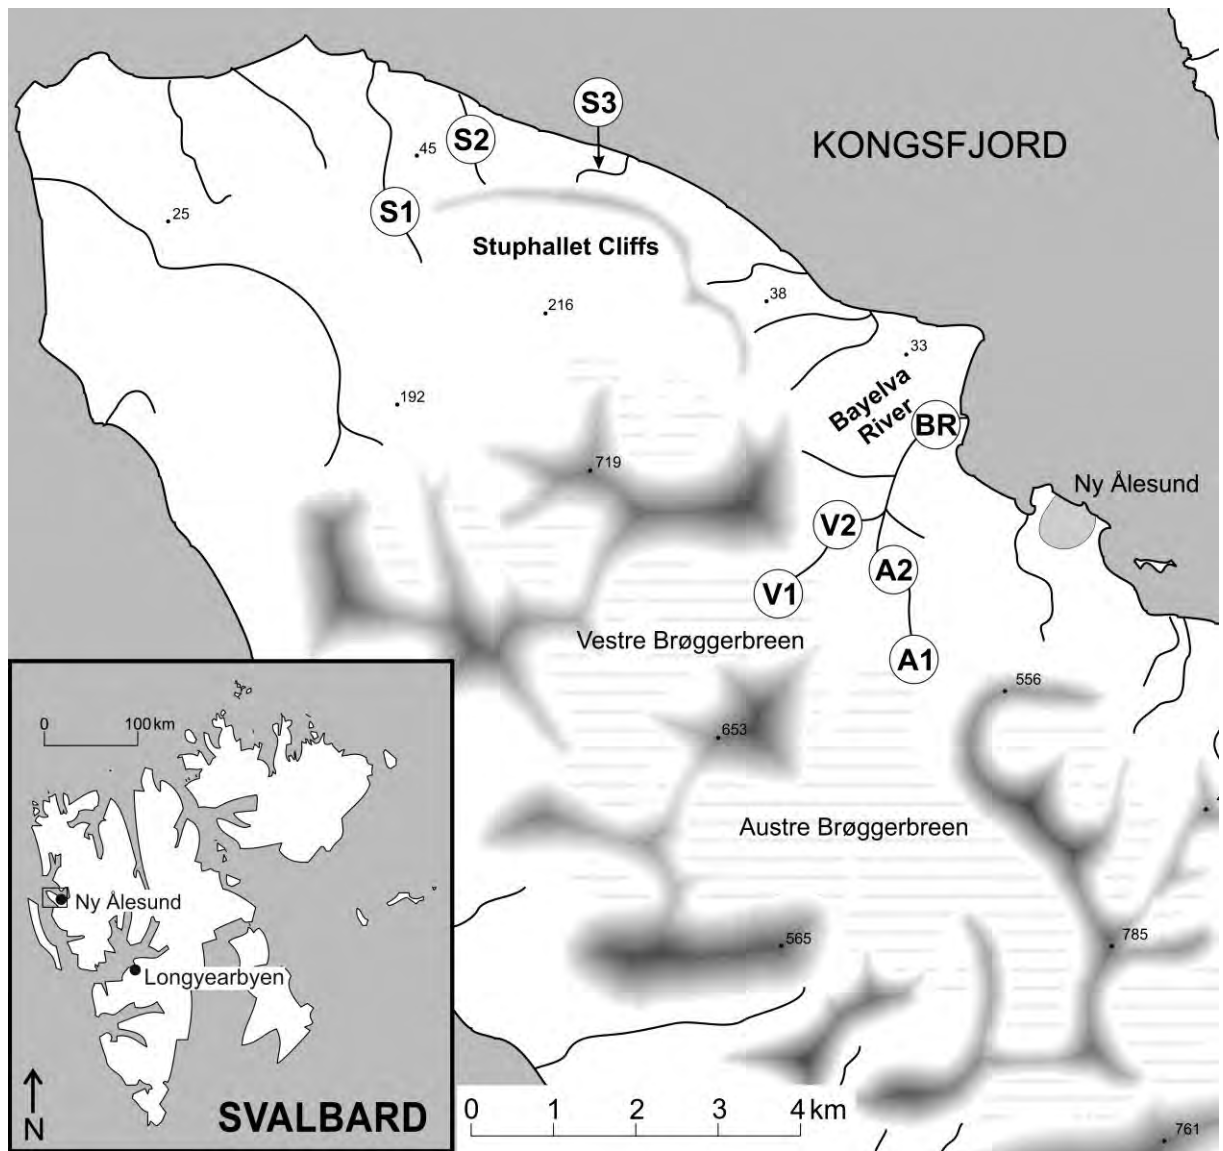 S3
KONGSFJORD
S2
45
S1
25
Stuphallet Cliffs
216
38
33
192
Bayelva
River
BR
719
Ny Ålesund
V2
A2
V1
Vestre Brøggerbreen
A1
556
653
Austre Brøggerbreen
565
785
761
0 1 2 3 4 km
0 100 km
Ny Ålesund
Longyearbyen
N
SVALBARD